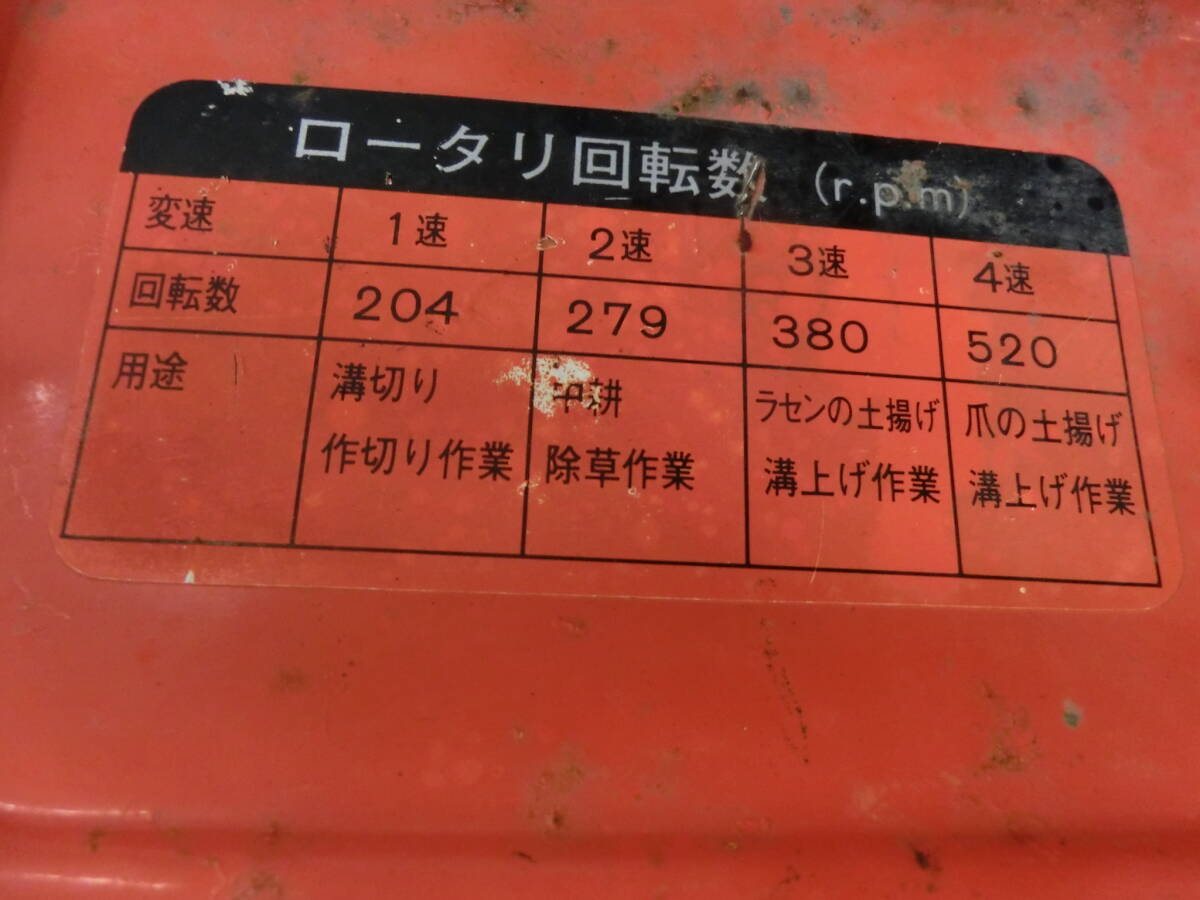 ロータリ回転数 (r.p.m)
変速 1速 2速 3速 4速
回転数 204 279 380 520
用途 溝切り 中耕 ラセンの土揚げ 爪の土揚げ
作切り作業 除草作業 溝上げ作業 溝上げ作業